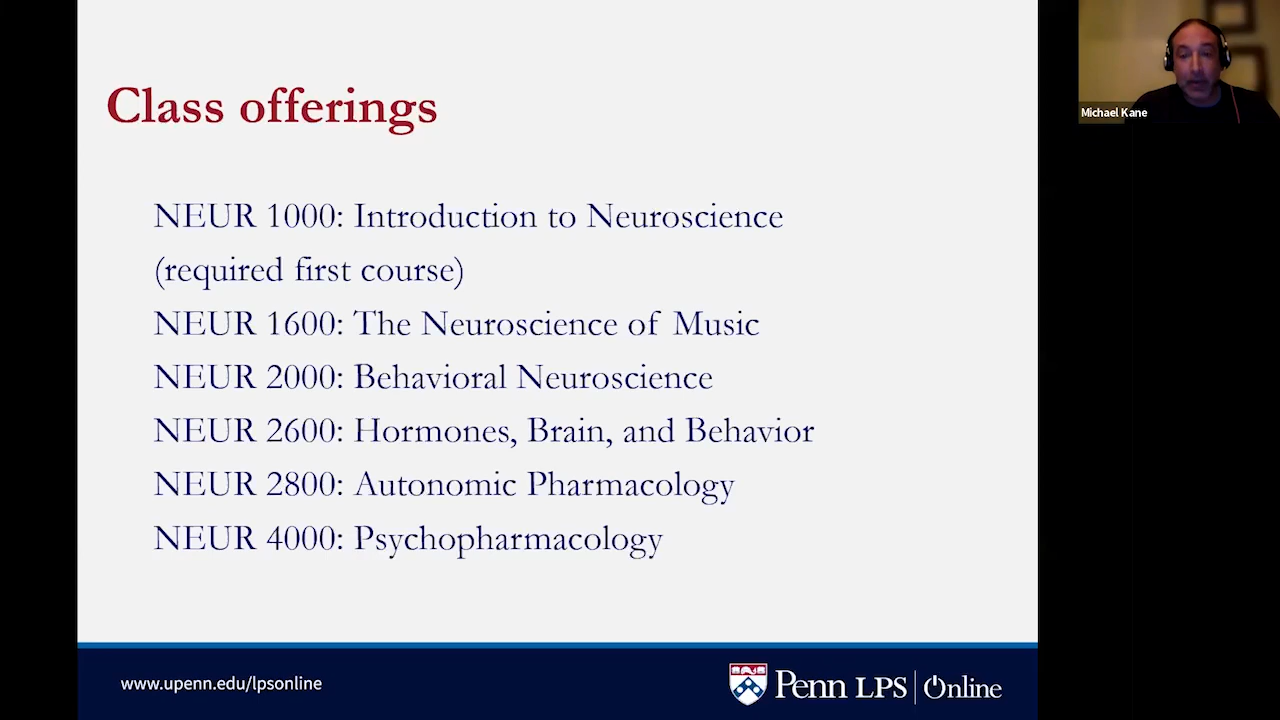 Class offerings
NEUR 1000: Introduction to Neuroscience
(required first course)
NEUR 1600: The Neuroscience of Music
NEUR 2000: Behavioral Neuroscience
NEUR 2600: Hormones, Brain, and Behavior
NEUR 2800: Autonomic Pharmacology
NEUR 4000: Psychopharmacology
www.upenn.edu/lpsonline
Penn LPS | Online
Michael Kane